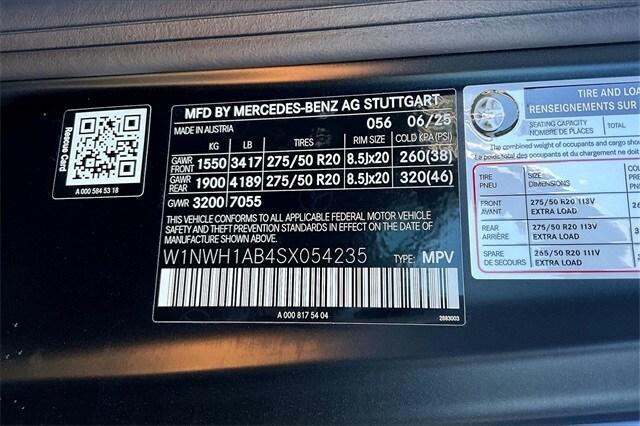 Rescue Card
A 000 584 53 18
MFD BY MERCEDES-BENZ AG STUTTGART
056 06/25
MADE IN AUSTRIA
KG LB TIRES RIMS COLD KPA (PSI)
GAWR FRONT 1550 3417 275/50 R20 8.5Jx20 260(38)
GAWR REAR 1900 4189 275/50 R20 8.5Jx20 320(46)
GVWR 3200 7055
THIS VEHICLE CONFORMS TO ALL APPLICABLE FEDERAL MOTOR VEHICLE
SAFETY AND THEFT PREVENTION STANDARDS IN EFFECT ON THE DATE OF
MANUFACTURE SHOWN ABOVE.
W1NWH1AB4SX054235 TYPE: MPV
A 000 817 54 04
2883003
TIRE AND LOA
RENSEIGNEMENTS SUR
SEATING CAPACITY
NOMBRE DE PLACES TOTAL
The combined weight of occupants and cargo shou
Le poids total des occupants et du chargement ne doit
TIRE SIZE
PNEU DIMENSIONS
FRONT 275/50 R20 113V
AVANT EXTRA LOAD
REAR 275/50 R20 113V
ARRIÈRE EXTRA LOAD
SPARE 265/50 R20 111V
DE SECOURS EXTRA LOAD